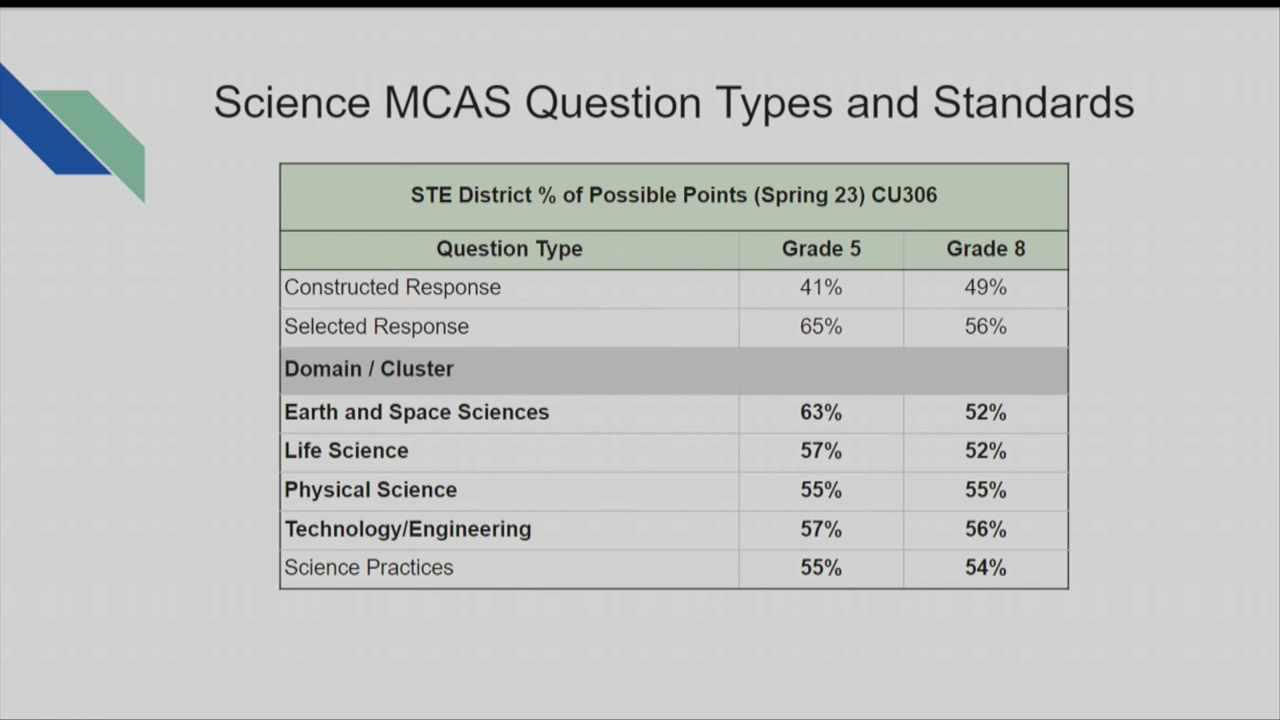 Science MCAS Question Types and Standards
STE District % of Possible Points (Spring 23) CU306
Question Type Grade 5 Grade 8
Constructed Response 41% 49%
Selected Response 65% 56%
Domain / Cluster
Earth and Space Sciences 63% 52%
Life Science 57% 52%
Physical Science 55% 55%
Technology/Engineering 57% 56%
Science Practices 55% 54%